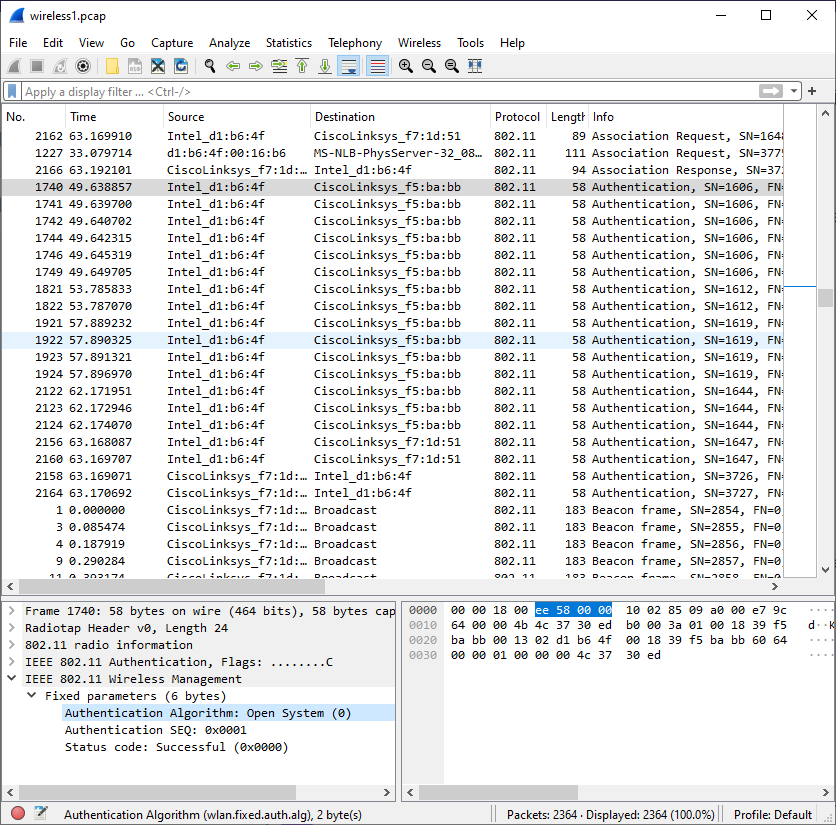 wireless1.pcap
File Edit View Go Capture Analyze Statistics Telephony Wireless Tools Help
Apply a display filter ... <Ctrl-/>
No. Time Source Destination Protocol Length Info
2162 63.169910 Intel_d1:b6:4f CiscoLinksys_f7:1d:51 802.11 89 Association Request, SN=1648
1227 33.079714 d1:b6:4f:00:16:b6 MS-NLB-PhysServer-32_08… 802.11 111 Association Request, SN=3775
2166 63.192101 CiscoLinksys_f7:1d:… Intel_d1:b6:4f 802.11 94 Association Response, SN=372
1740 49.638857 Intel_d1:b6:4f CiscoLinksys_f5:ba:bb 802.11 58 Authentication, SN=1606, FN=
1741 49.639700 Intel_d1:b6:4f CiscoLinksys_f5:ba:bb 802.11 58 Authentication, SN=1606, FN=
1742 49.640702 Intel_d1:b6:4f CiscoLinksys_f5:ba:bb 802.11 58 Authentication, SN=1606, FN=
1744 49.642315 Intel_d1:b6:4f CiscoLinksys_f5:ba:bb 802.11 58 Authentication, SN=1606, FN=
1746 49.645319 Intel_d1:b6:4f CiscoLinksys_f5:ba:bb 802.11 58 Authentication, SN=1606, FN=
1749 49.649705 Intel_d1:b6:4f CiscoLinksys_f5:ba:bb 802.11 58 Authentication, SN=1606, FN=
1821 53.785833 Intel_d1:b6:4f CiscoLinksys_f5:ba:bb 802.11 58 Authentication, SN=1612, FN=
1822 53.787070 Intel_d1:b6:4f CiscoLinksys_f5:ba:bb 802.11 58 Authentication, SN=1612, FN=
1921 57.889232 Intel_d1:b6:4f CiscoLinksys_f5:ba:bb 802.11 58 Authentication, SN=1619, FN=
1922 57.890325 Intel_d1:b6:4f CiscoLinksys_f5:ba:bb 802.11 58 Authentication, SN=1619, FN=
1923 57.891321 Intel_d1:b6:4f CiscoLinksys_f5:ba:bb 802.11 58 Authentication, SN=1619, FN=
1924 57.896970 Intel_d1:b6:4f CiscoLinksys_f5:ba:bb 802.11 58 Authentication, SN=1619, FN=
2122 62.171951 Intel_d1:b6:4f CiscoLinksys_f5:ba:bb 802.11 58 Authentication, SN=1644, FN=
2123 62.172946 Intel_d1:b6:4f CiscoLinksys_f5:ba:bb 802.11 58 Authentication, SN=1644, FN=
2124 62.174070 Intel_d1:b6:4f CiscoLinksys_f5:ba:bb 802.11 58 Authentication, SN=1644, FN=
2156 63.168087 Intel_d1:b6:4f CiscoLinksys_f7:1d:51 802.11 58 Authentication, SN=1647, FN=
2160 63.169707 Intel_d1:b6:4f CiscoLinksys_f7:1d:51 802.11 58 Authentication, SN=1647, FN=
2158 63.169071 CiscoLinksys_f7:1d:… Intel_d1:b6:4f 802.11 58 Authentication, SN=3726, FN=
2164 63.170692 CiscoLinksys_f7:1d:… Intel_d1:b6:4f 802.11 58 Authentication, SN=3727, FN=
1 0.000000 CiscoLinksys_f7:1d:… Broadcast 802.11 183 Beacon frame, SN=2854, FN=0
3 0.085474 CiscoLinksys_f7:1d:… Broadcast 802.11 183 Beacon frame, SN=2855, FN=0
4 0.187919 CiscoLinksys_f7:1d:… Broadcast 802.11 183 Beacon frame, SN=2856, FN=0
9 0.290284 CiscoLinksys_f7:1d:… Broadcast 802.11 183 Beacon frame, SN=2857, FN=0
11 0.393174 CiscoLinksys_f7:1d:… Broadcast 802.11 183 Beacon frame, SN=2858, FN=0
Frame 1740: 58 bytes on wire (464 bits), 58 bytes cap
Radiotap Header v0, Length 24
802.11 radio information
IEEE 802.11 Authentication, Flags: ........C
IEEE 802.11 Wireless Management
Fixed parameters (6 bytes)
Authentication Algorithm: Open System (0)
Authentication SEQ: 0x0001
Status code: Successful (0x0000)
0000 00 00 18 00 ee 58 00 00 10 02 85 09 a0 00 e7 9c ····
0010 64 00 00 4b 4c 37 30 ed b0 00 3a 01 00 18 39 f5 d··K
0020 ba bb 00 13 02 d1 b6 4f 00 18 39 f5 ba bb 60 64 ····
0030 00 00 01 00 00 00 4c 37 30 ed ····
Authentication Algorithm (wlan.fixed.auth.alg), 2 byte(s)
Packets: 2364 · Displayed: 2364 (100.0%)
Profile: Default